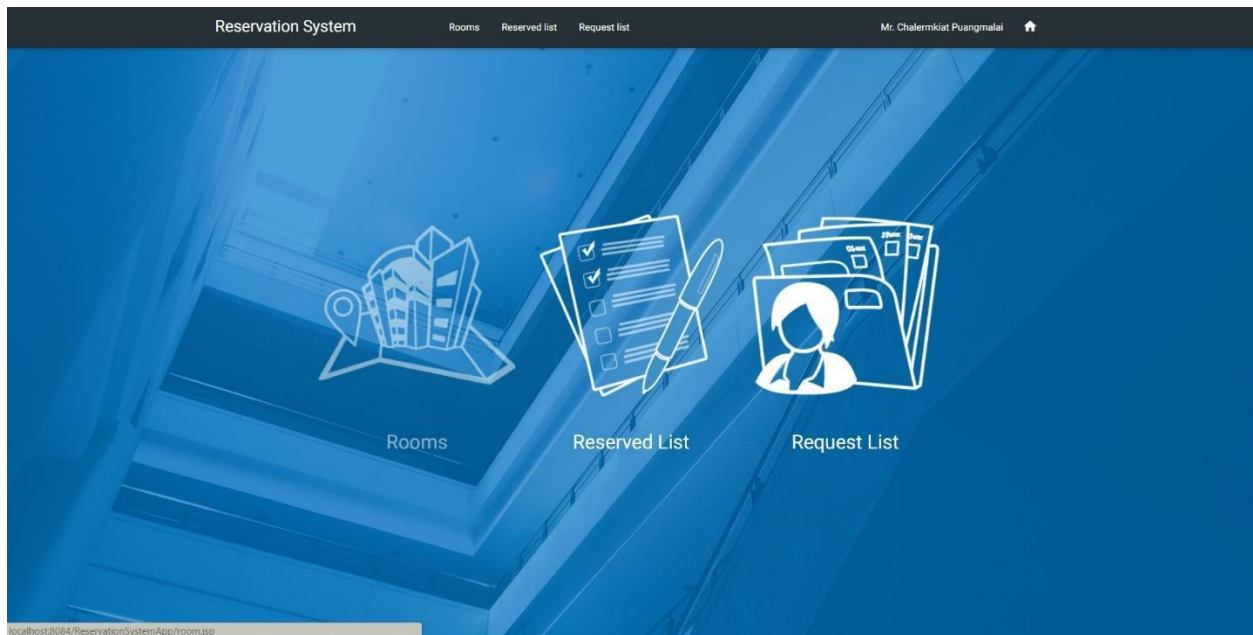 Reservation System
Rooms
Reserved list
Request list
Mr. Chalermkiat Puangmalai
Rooms
Reserved List
Request List
localhost:8084/ReservationSystemApp/room.jsp